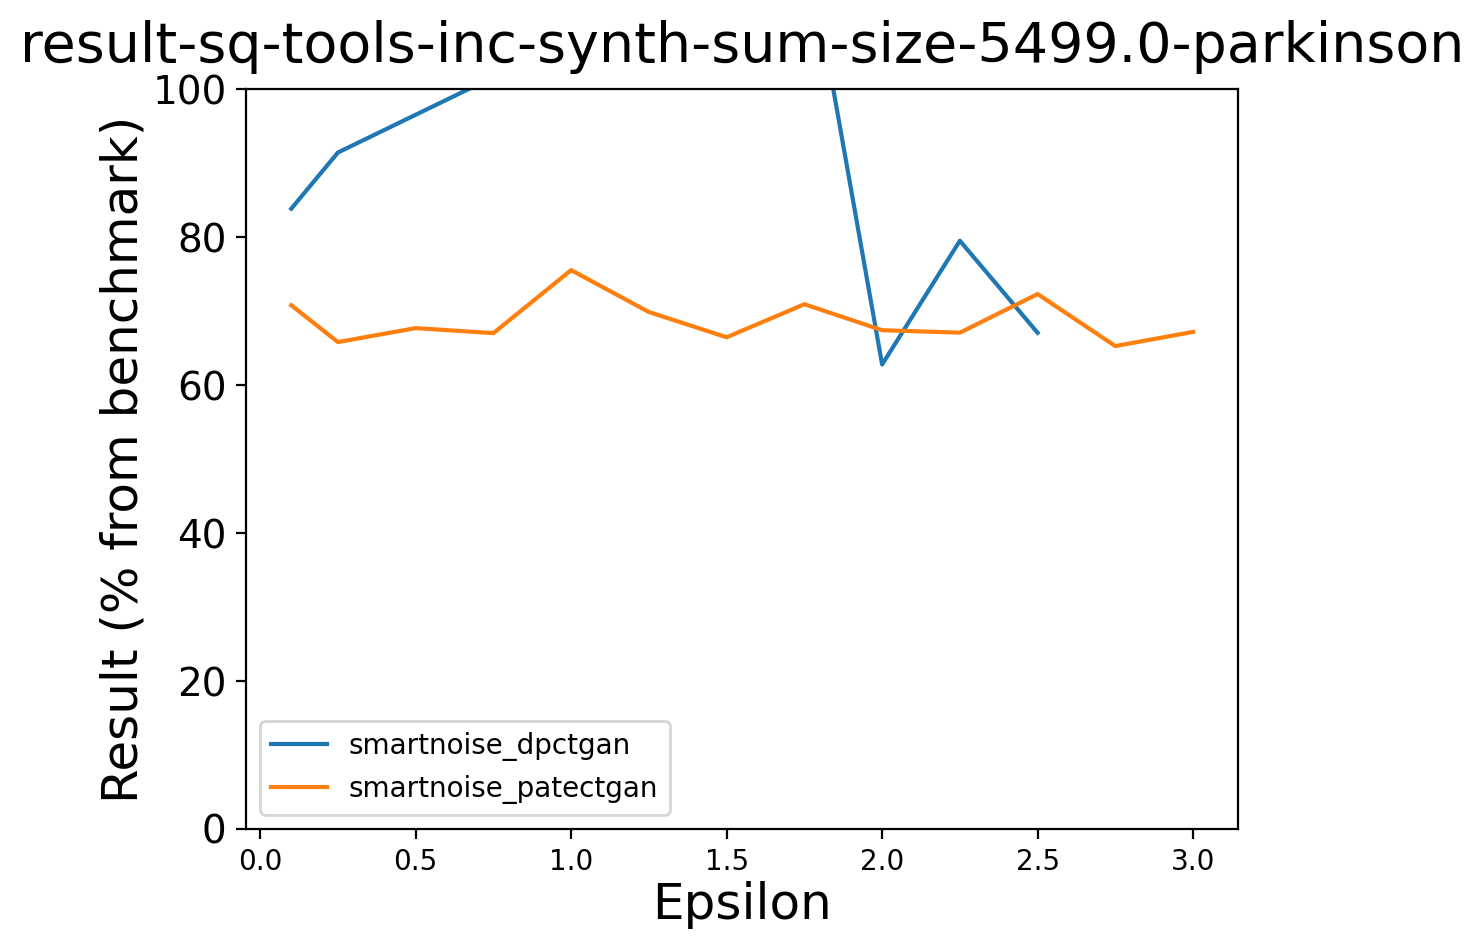 result-sq-tools-inc-synth-sum-size-5499.0-parkinson
Result (% from benchmark)
100
80
60
40
20
0
smartnoise_dpctgan
smartnoise_patectgan
0.0 0.5 1.0 1.5 2.0 2.5 3.0
Epsilon